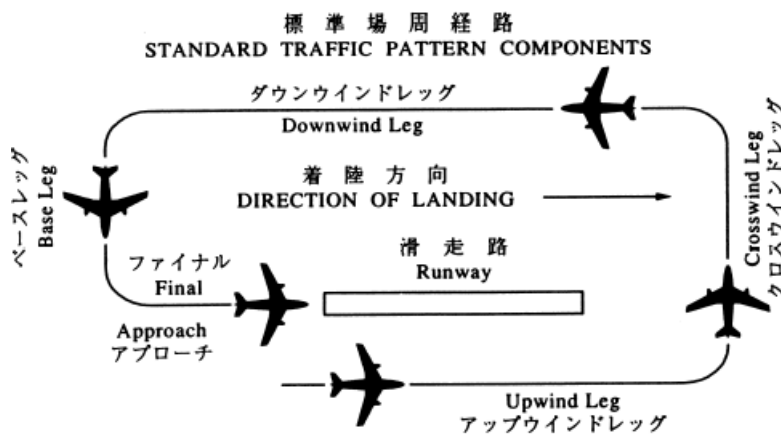 標準場周経路
STANDARD TRAFFIC PATTERN COMPONENTS
ダウンウインドレッグ
Downwind Leg
ベースレッグ
Base Leg
着陸方向
DIRECTION OF LANDING
Crosswind Leg
クロスウインドレッグ
ファイナル
Final
滑走路
Runway
Approach
アプローチ
Upwind Leg
アップウインドレッグ